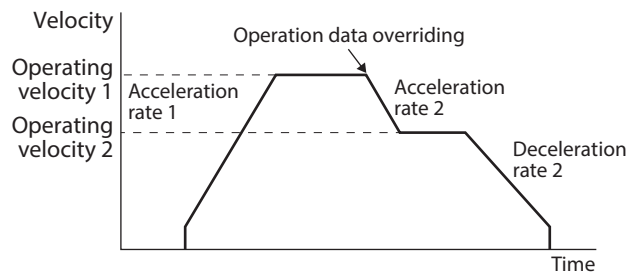 Velocity
Operation data overriding
Operating
velocity 1
Acceleration
rate 1
Acceleration
rate 2
Operating
velocity 2
Deceleration
rate 2
Time